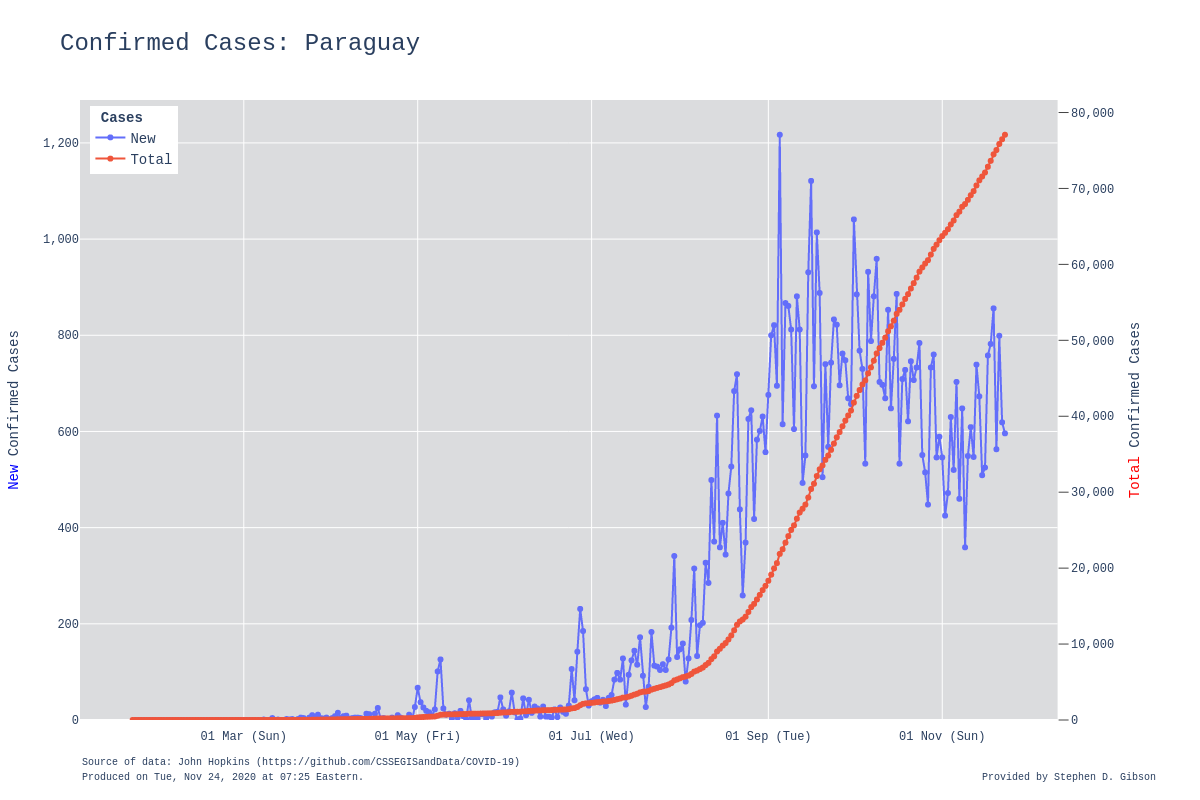 Confirmed Cases: Paraguay
Cases
New
Total
1,200
1,000
800
600
400
200
0
80,000
70,000
60,000
50,000
40,000
30,000
20,000
10,000
0
New Confirmed Cases
Total Confirmed Cases
01 Mar (Sun)
01 May (Fri)
01 Jul (Wed)
01 Sep (Tue)
01 Nov (Sun)
Source of data: John Hopkins (https://github.com/CSSEGISandData/COVID-19)
Produced on Tue, Nov 24, 2020 at 07:25 Eastern.
Provided by Stephen D. Gibson